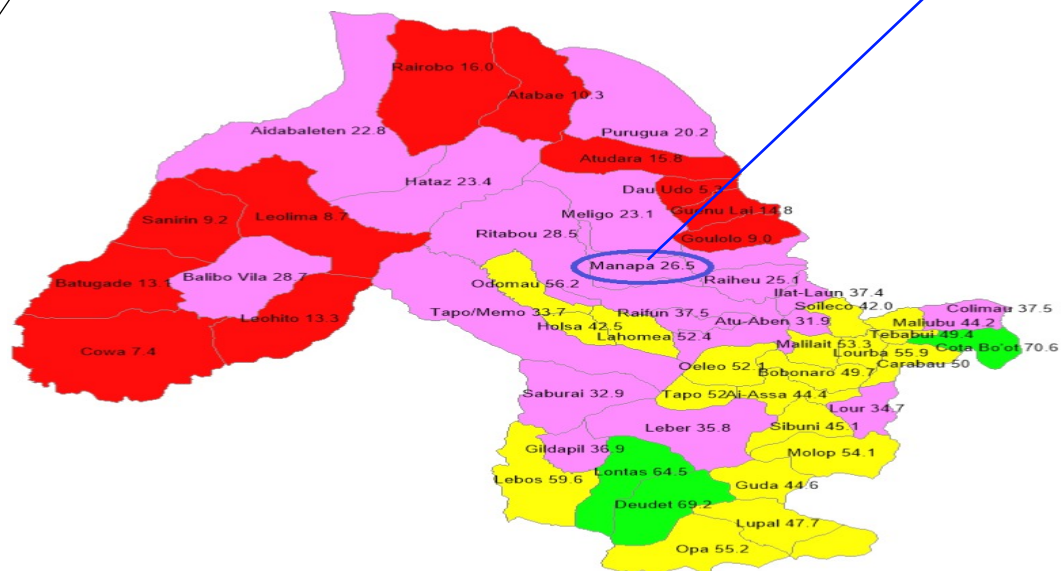 Rairobo 16.0
Atabae 10.3
Aidabaleten 22.8
Purugua 20.2
Atudara 15.8
Hataz 23.4
Dau Udo 5.3
Sanirin 9.2
Leolima 8.7
Meligo 23.1
Guenu Lai 14.8
Ritabou 28.5
Goulolo 9.0
Manapa 26.5
Batugade 13.1
Balibo Vila 28.7
Odomau 56.2
Raiheu 25.1
Ilat-Laun 37.4
Soileco 42.0
Colimau 37.5
Tapo/Memo 33.7
Raifun 37.5
Atu-Aben 31.9
Maliubu 44.2
Leohito 13.3
Holsa 42.5
Lahomea 52.4
Tebabui 49.4
Malilait 53.3
Cota Bo'ot 70.6
Cowa 7.4
Lourba 55.9
Oeleo 52.1
Bobonaro 49.7
Carabau 50
Saburai 32.9
Tapo 52
Ai-Assa 44.4
Lour 34.7
Leber 35.8
Sibuni 45.1
Gildapil 36.9
Molop 54.1
Lontas 64.5
Lebos 59.6
Guda 44.6
Deudet 69.2
Lupal 47.7
Opa 55.2